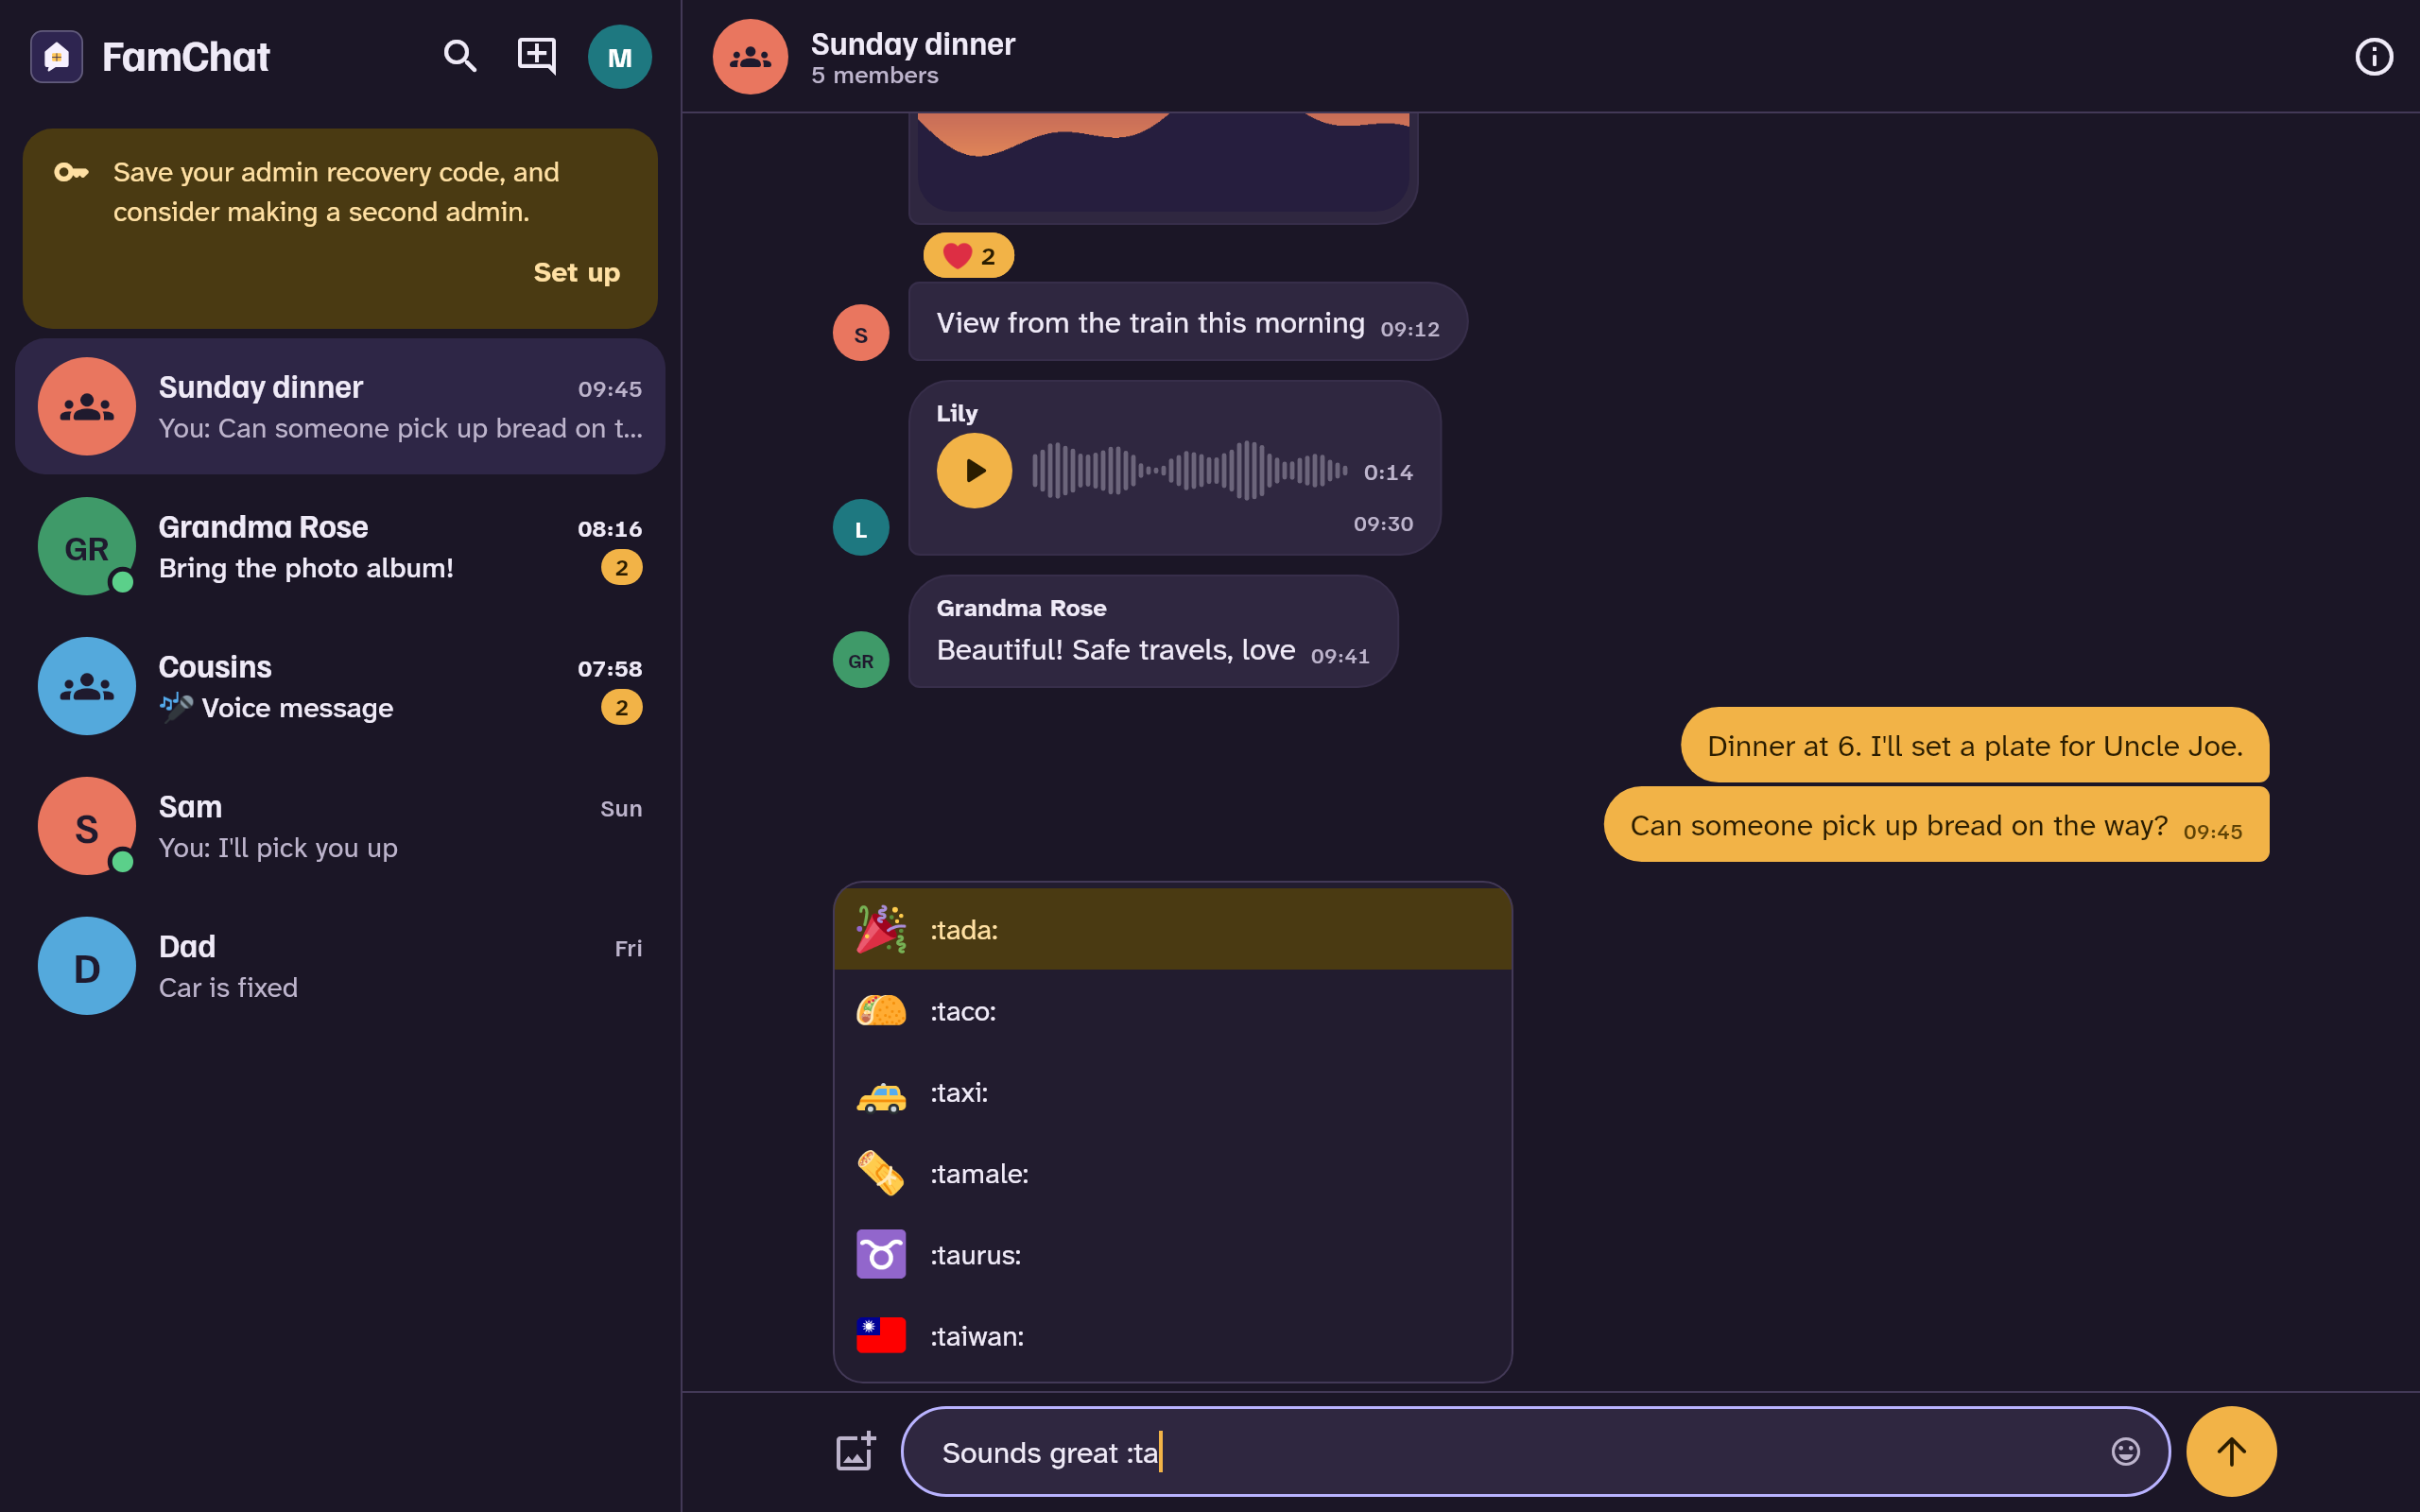 FamChat
M
Save your admin recovery code, and
consider making a second admin.
Set up
Sunday dinner 09:45
You: Can someone pick up bread on t...
GR
Grandma Rose 08:16
Bring the photo album! 2
Cousins 07:58
Voice message 2
S
Sam Sun
You: I'll pick you up
D
Dad Fri
Car is fixed
Sunday dinner
5 members
2
S
View from the train this morning 09:12
Lily
0:14
09:30
L
Grandma Rose
Beautiful! Safe travels, love 09:41
GR
Dinner at 6. I'll set a plate for Uncle Joe.
Can someone pick up bread on the way? 09:45
:tada:
:taco:
:taxi:
:tamale:
:taurus:
:taiwan:
Sounds great :ta